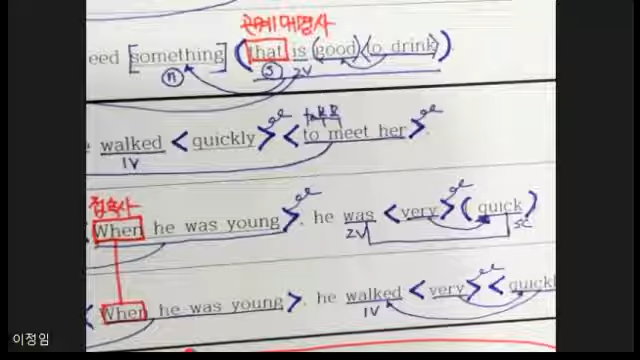 관계대명사
eed [something] (that is (good) (to drink)).
n s 2V
walked <quickly> <to meet her>.
1V
접속사
When he was young>, he was <very> (quick)
2V sc
<When he was young>, he walked <very> <quickl
1V
이정임